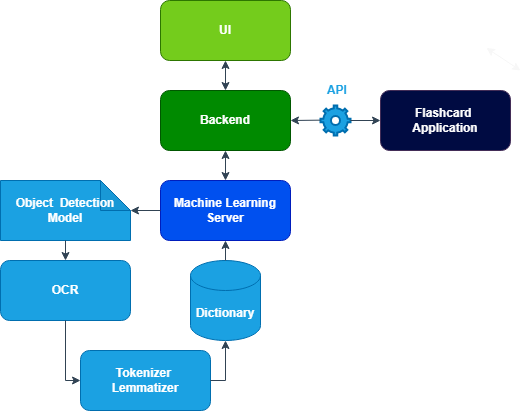 UI
API
Backend
Flashcard
Application
Object Detection
Model
Machine Learning
Server
OCR
Dictionary
Tokenizer
Lemmatizer